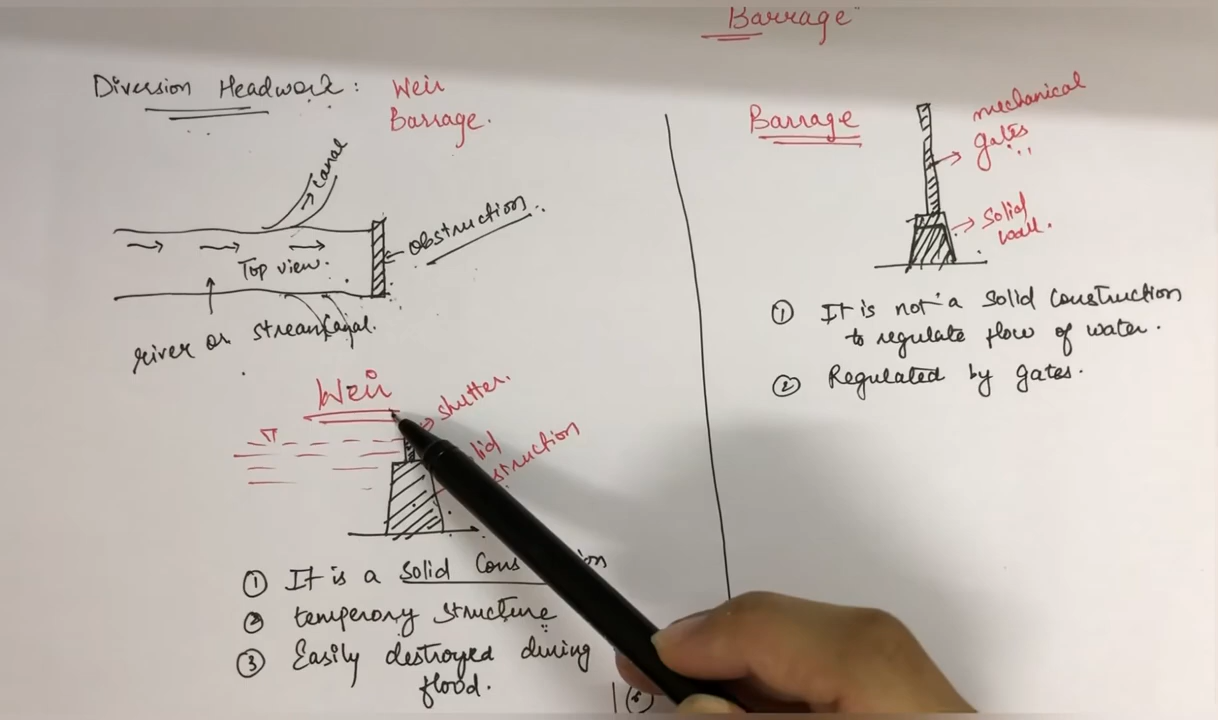 Barrage
Diversion Headwork :
Weir
Barrage.
Canal
obstruction.
Top view.
river or stream
Canal.
Weir
shutter.
① It is a solid
② temperory structure
③ Easily destroyed during
flood.
Barrage
mechanical
gates
solid
wall.
① It is not a solid construction
to regulate flow of water.
② Regulated by gates.